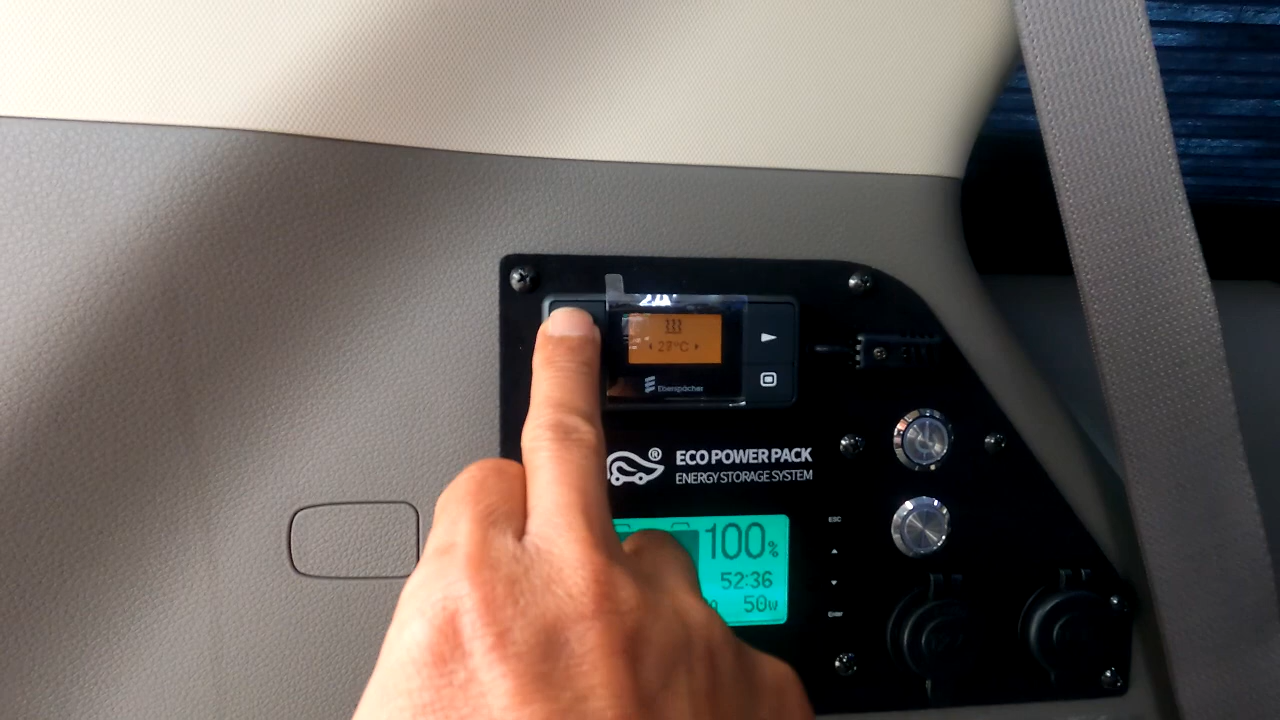 27°C
Eberspächer
®
ECO POWER PACK
ENERGY STORAGE SYSTEM
100%
52:36
50w
ESC
Enter